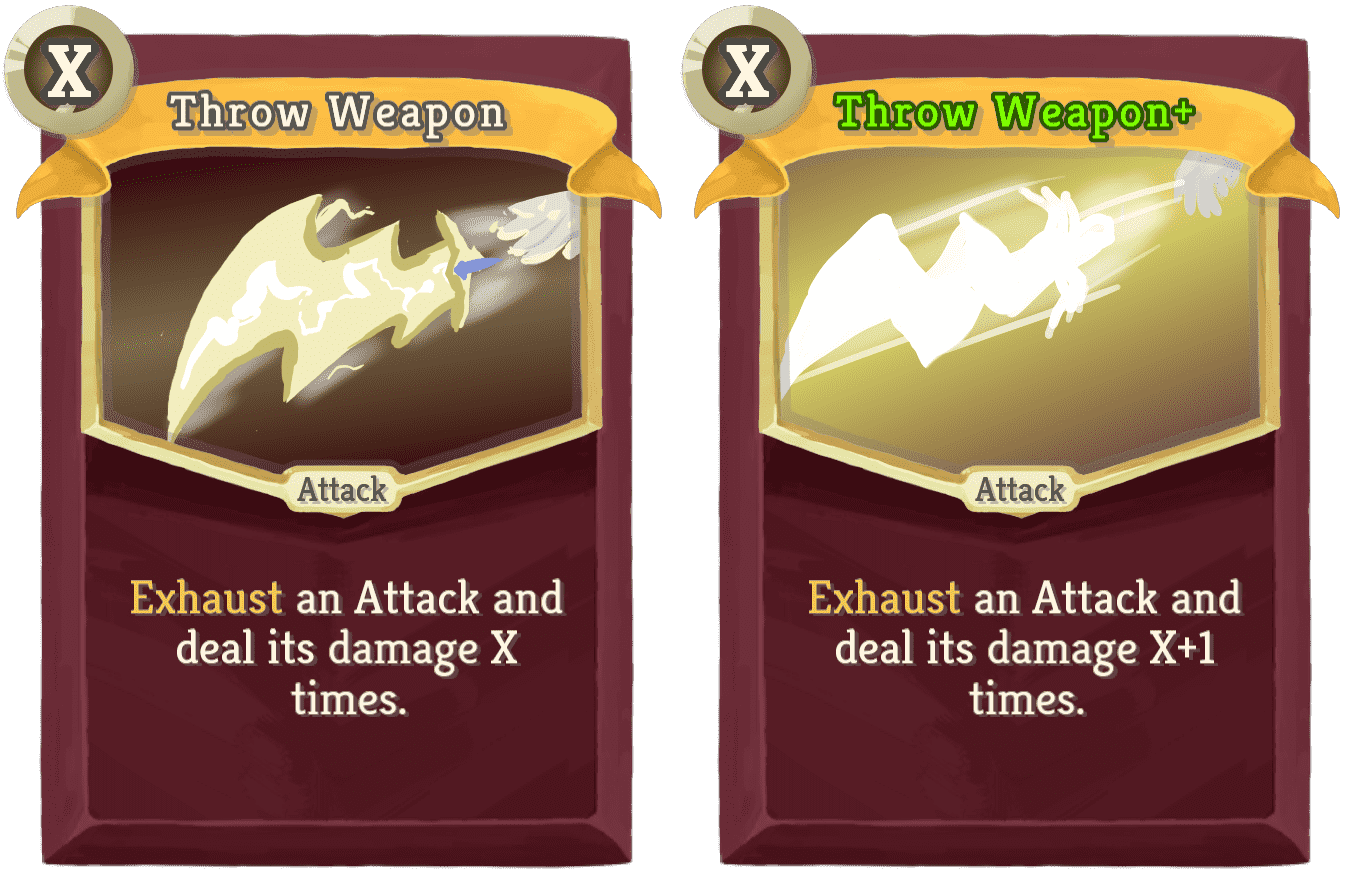 X
Throw Weapon
Attack
Exhaust an Attack and
deal its damage X
times.
X
Throw Weapon+
Attack
Exhaust an Attack and
deal its damage X+1
times.